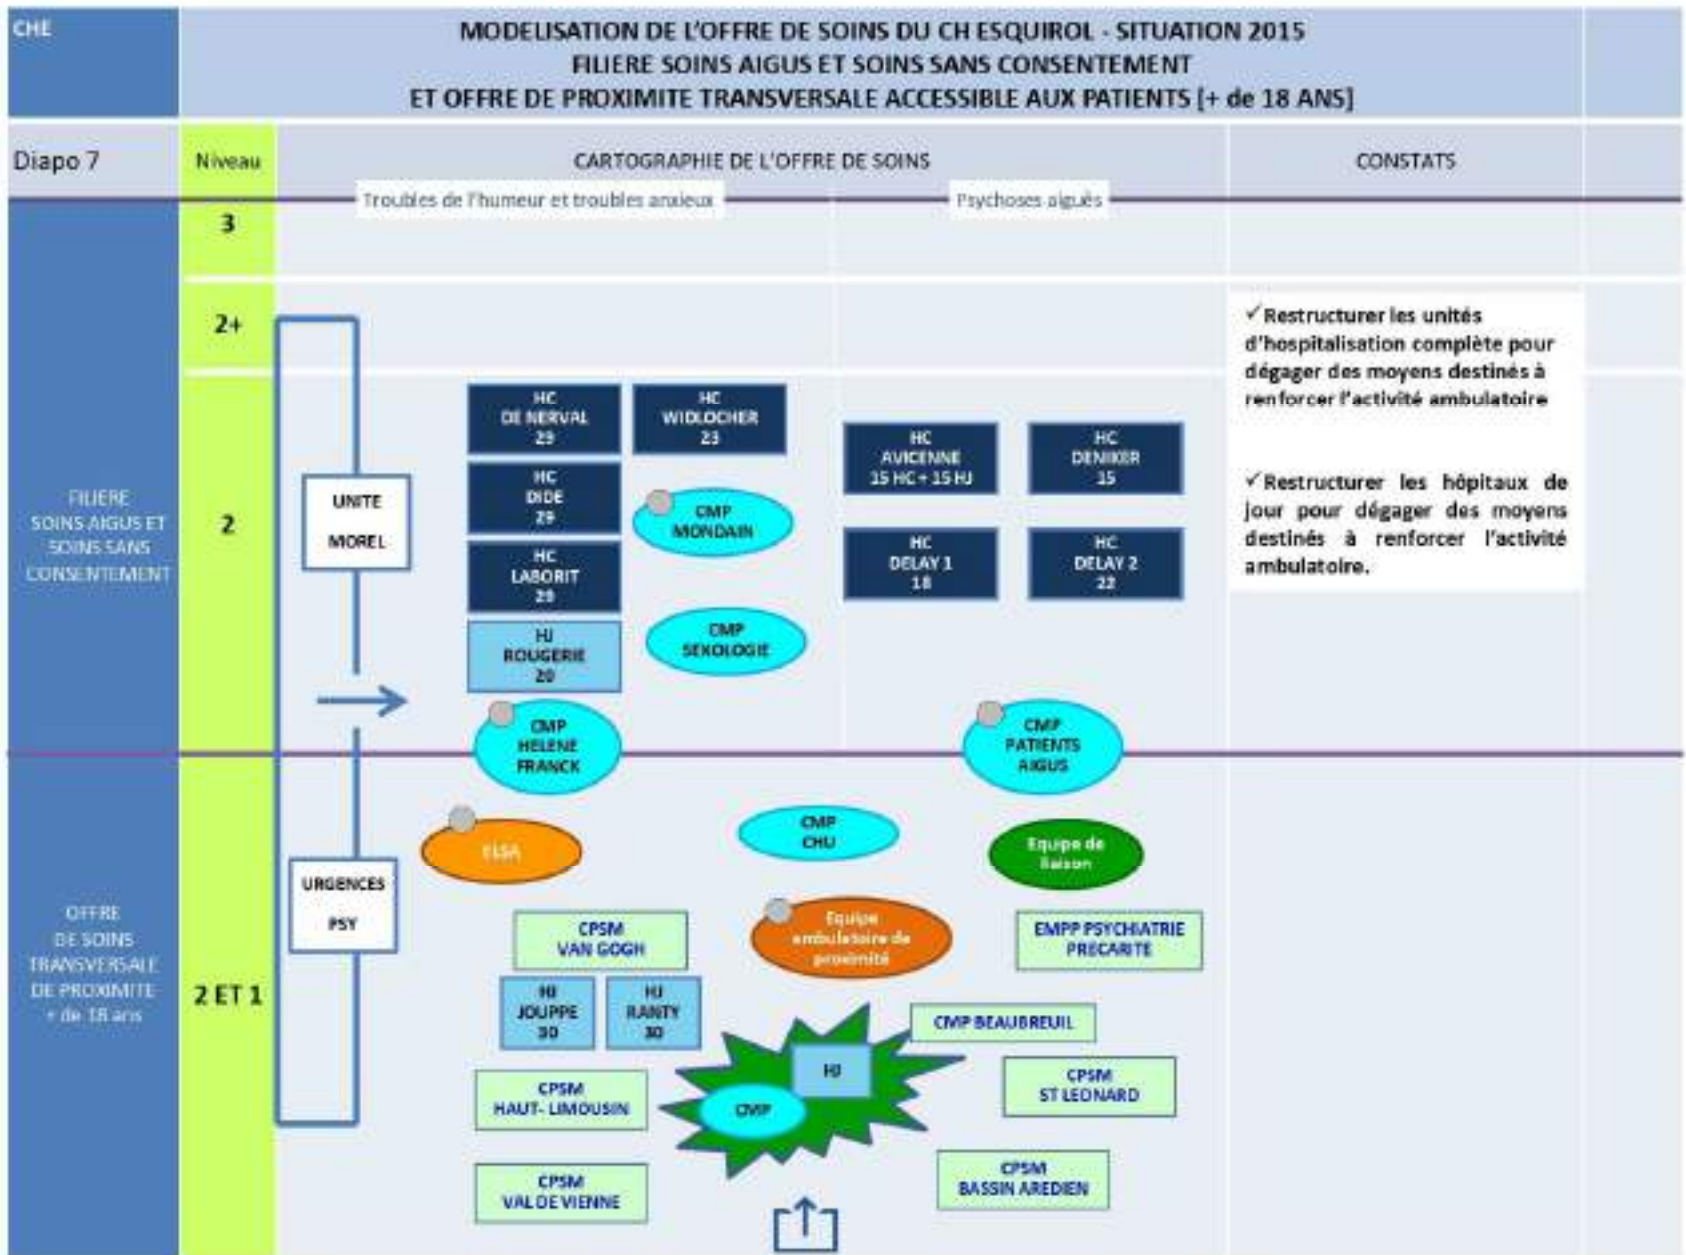 CHE
MODELISATION DE L'OFFRE DE SOINS DU CH ESQUIROL - SITUATION 2015
FILIERE SOINS AIGUS ET SOINS SANS CONSENTEMENT
ET OFFRE DE PROXIMITE TRANSVERSALE ACCESSIBLE AUX PATIENTS [+ de 18 ANS]
Diapo 7
Niveau
CARTOGRAPHIE DE L'OFFRE DE SOINS
CONSTATS
Troubles de l'humeur et troubles anxieux
Psychoses aiguës
3
2+
2
FILIERE
SOINS AIGUS ET
SOINS SANS
CONSENTEMENT
UNITE
MOREL
HC
DE NERVAL
29
HC
WIDLOCHER
23
HC
DIDE
29
CMP
MONDAIN
HC
LABORIT
29
HJ
ROUGERIE
20
CMP
SEXOLOGIE
CMP
HELENE
FRANCK
HC
AVICENNE
15 HC + 15 HJ
HC
DENIKER
15
HC
DELAY 1
18
HC
DELAY 2
22
CMP
PATIENTS
AIGUS
✓Restructurer les unités
d'hospitalisation complète pour
dégager des moyens destinés à
renforcer l'activité ambulatoire
✓Restructurer les hôpitaux de
jour pour dégager des moyens
destinés à renforcer l'activité
ambulatoire.
OFFRE
DE SOINS
TRANSVERSALE
DE PROXIMITE
+ de 18 ans
2 ET 1
URGENCES
PSY
ELSA
CMP
CHU
Equipe de
liaison
CPSM
VAN GOGH
Equipe
ambulatoire de
proximité
EMPP PSYCHIATRIE
PRECARITE
HJ
JOUPPE
30
HJ
RANTY
30
CMP BEAUBREUIL
HJ
CMP
CPSM
HAUT- LIMOUSIN
CPSM
ST LEONARD
CPSM
VAL DE VIENNE
CPSM
BASSIN AREDIEN